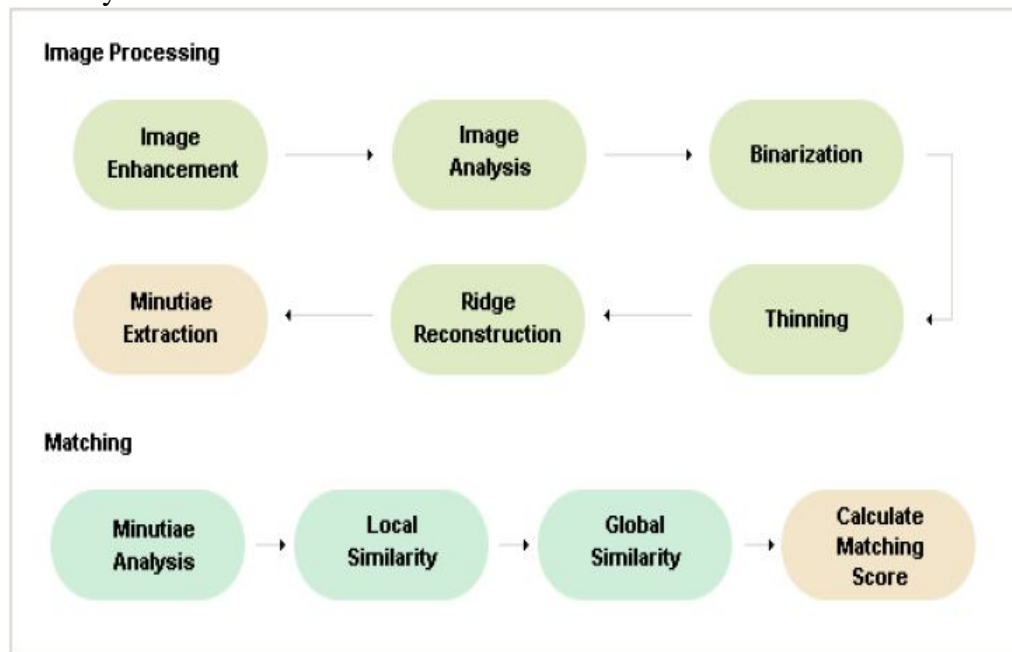 Image Processing
Image
Enhancement
Image
Analysis
Binarization
Minutiae
Extraction
Ridge
Reconstruction
Thinning
Matching
Minutiae
Analysis
Local
Similarity
Global
Similarity
Calculate
Matching
Score